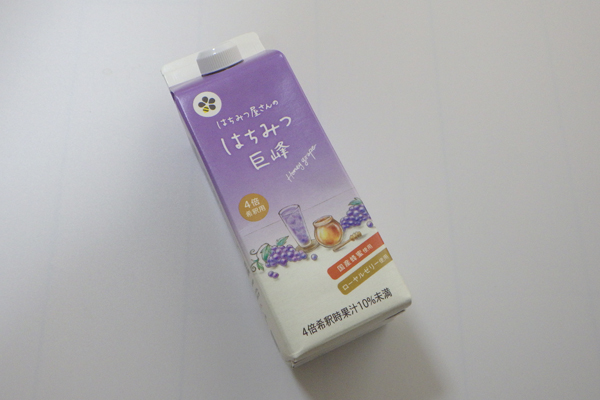 はちみつ屋さんの
はちみつ
巨峰
Honey grape
4倍
希釈用
国産蜂蜜使用
ローヤルゼリー使用
4倍希釈時果汁10%未満